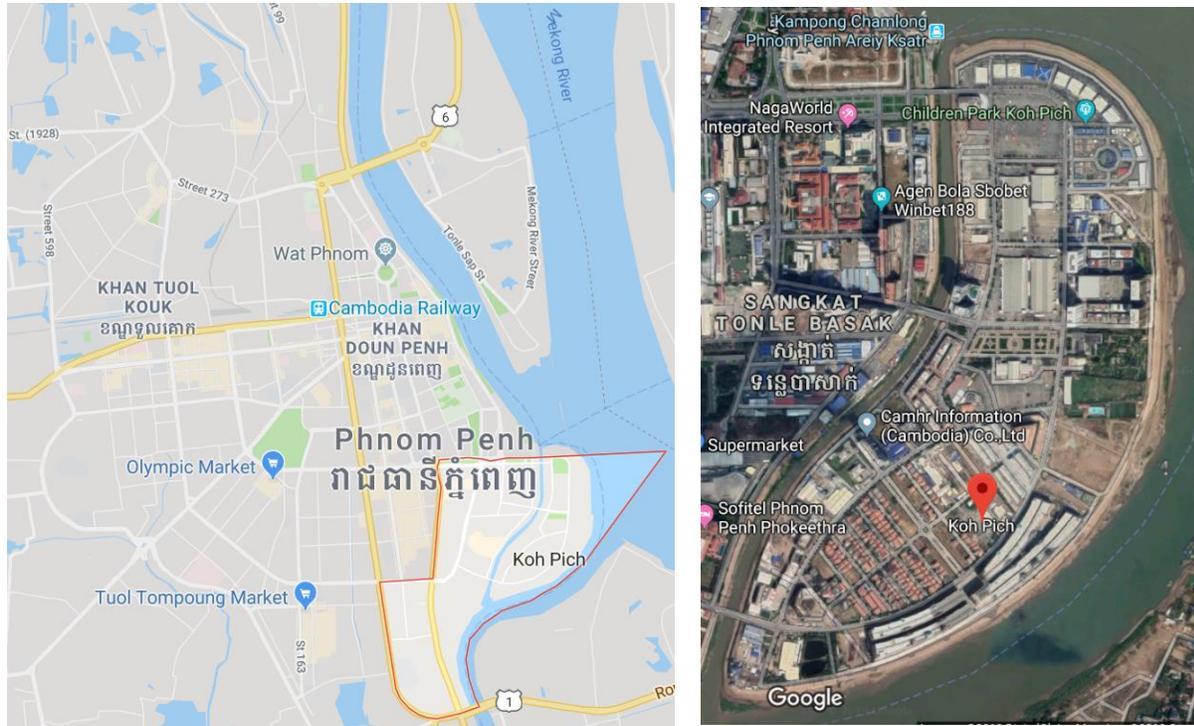 St 99
Mekong River
6
St. (1928)
Street 273
Street 598
Mekong River Street
Tonle Sap St
Wat Phnom
KHAN TUOL
KOUK
ខណ្ឌទួលគោក
Cambodia Railway
KHAN
DOUN PENH
ខណ្ឌដូនពេញ
Phnom Penh
រាជធានីភ្នំពេញ
Olympic Market
Koh Pich
Tuol Tompoung Market
St 163
1
Kampong Chamlong
Phnom Penh Areiy Ksatr
NagaWorld
Integrated Resort
Children Park Koh Pich
Agen Bola Sbobet
Winbet188
SANGKAT
TONLE BASAK
សង្កាត់
ទន្លេបាសាក់
Camhr Information
(Cambodia) Co.,Ltd
Supermarket
Sofitel Phnom
Penh Phokeethra
Koh Pich
Google